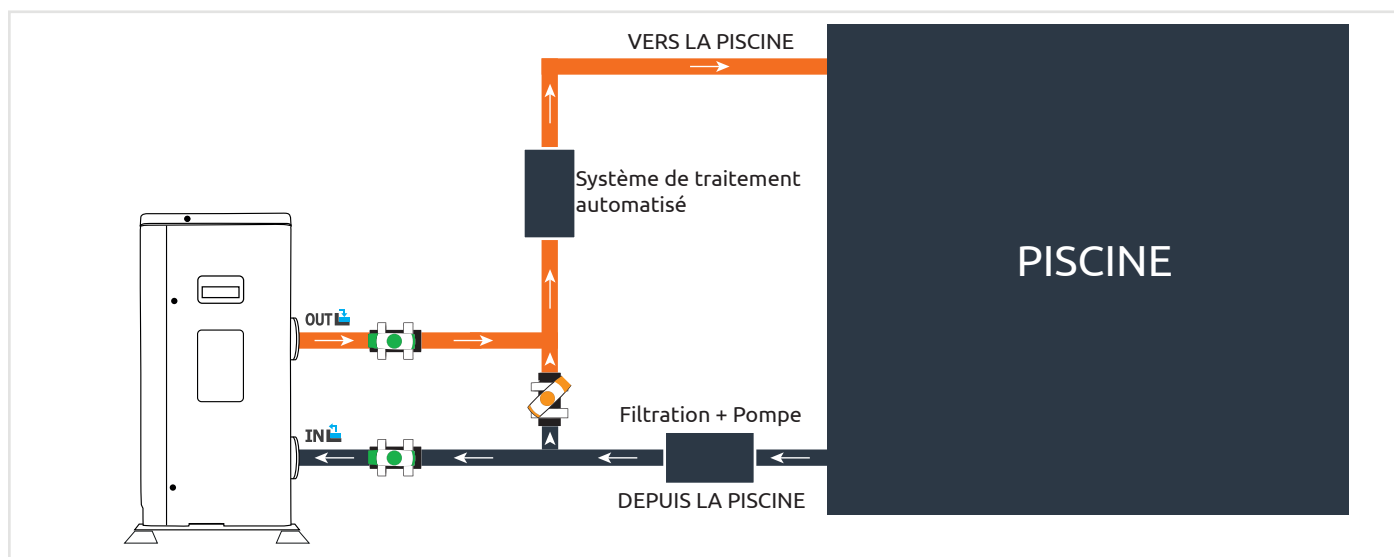 VERS LA PISCINE
Système de traitement
automatisé
PISCINE
OUT
IN
Filtration + Pompe
DEPUIS LA PISCINE